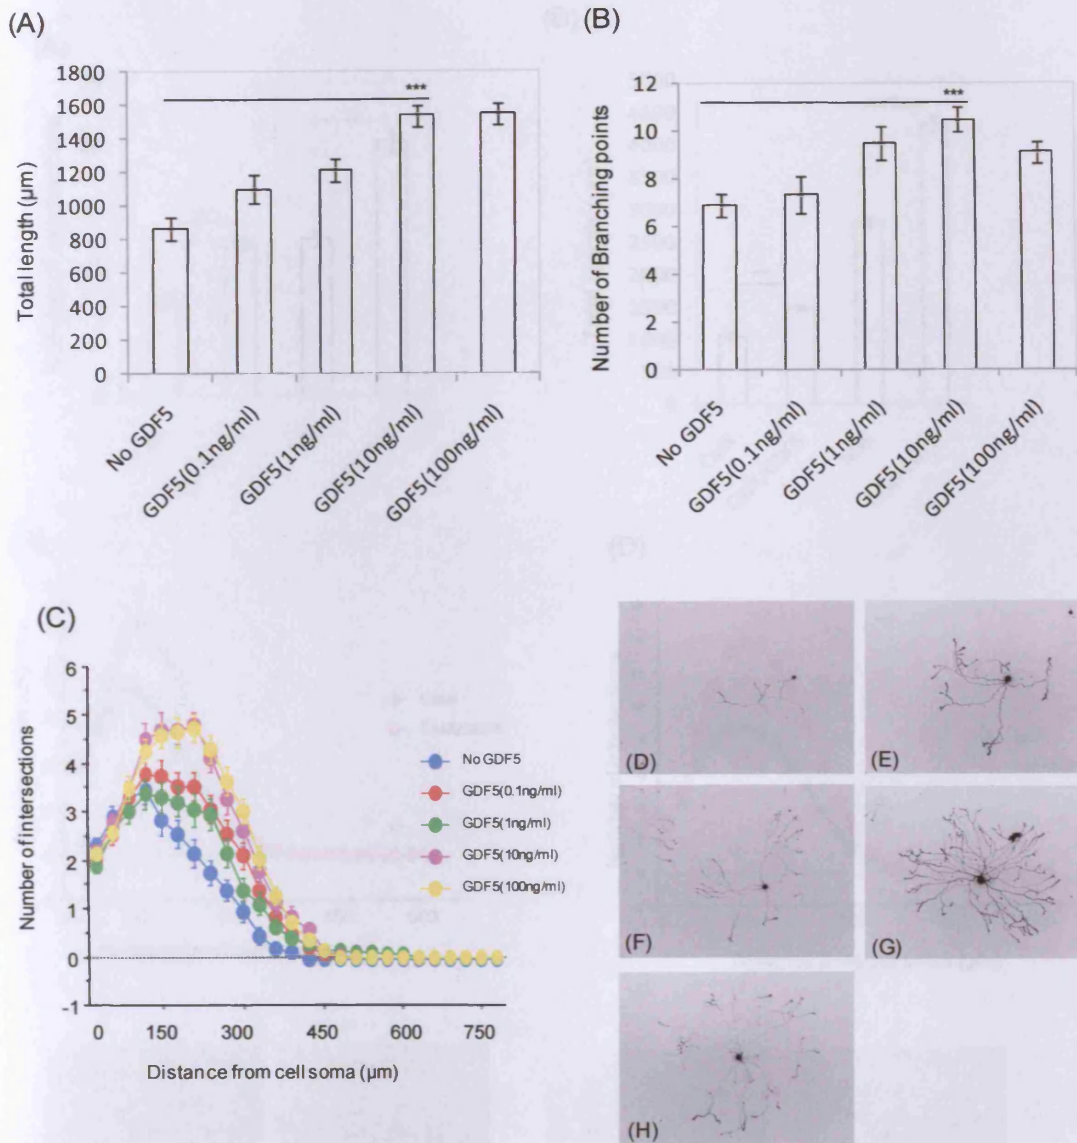 (A)
Total length (µm)
1800
1600
1400
1200
1000
800
600
400
200
0
***
No GDF5
GDF5(0.1ng/ml)
GDF5(1ng/ml)
GDF5(10ng/ml)
GDF5(100ng/ml)
(B)
Number of Branching points
12
10
8
6
4
2
0
***
No GDF5
GDF5(0.1ng/ml)
GDF5(1ng/ml)
GDF5(10ng/ml)
GDF5(100ng/ml)
(C)
Number of intersections
6
5
4
3
2
1
0
-1
0 150 300 450 600 750
Distance from cell soma (µm)
No GDF5
GDF5(0.1ng/ml)
GDF5(1ng/ml)
GDF5(10ng/ml)
GDF5(100ng/ml)
(D)
(E)
(F)
(G)
(H)